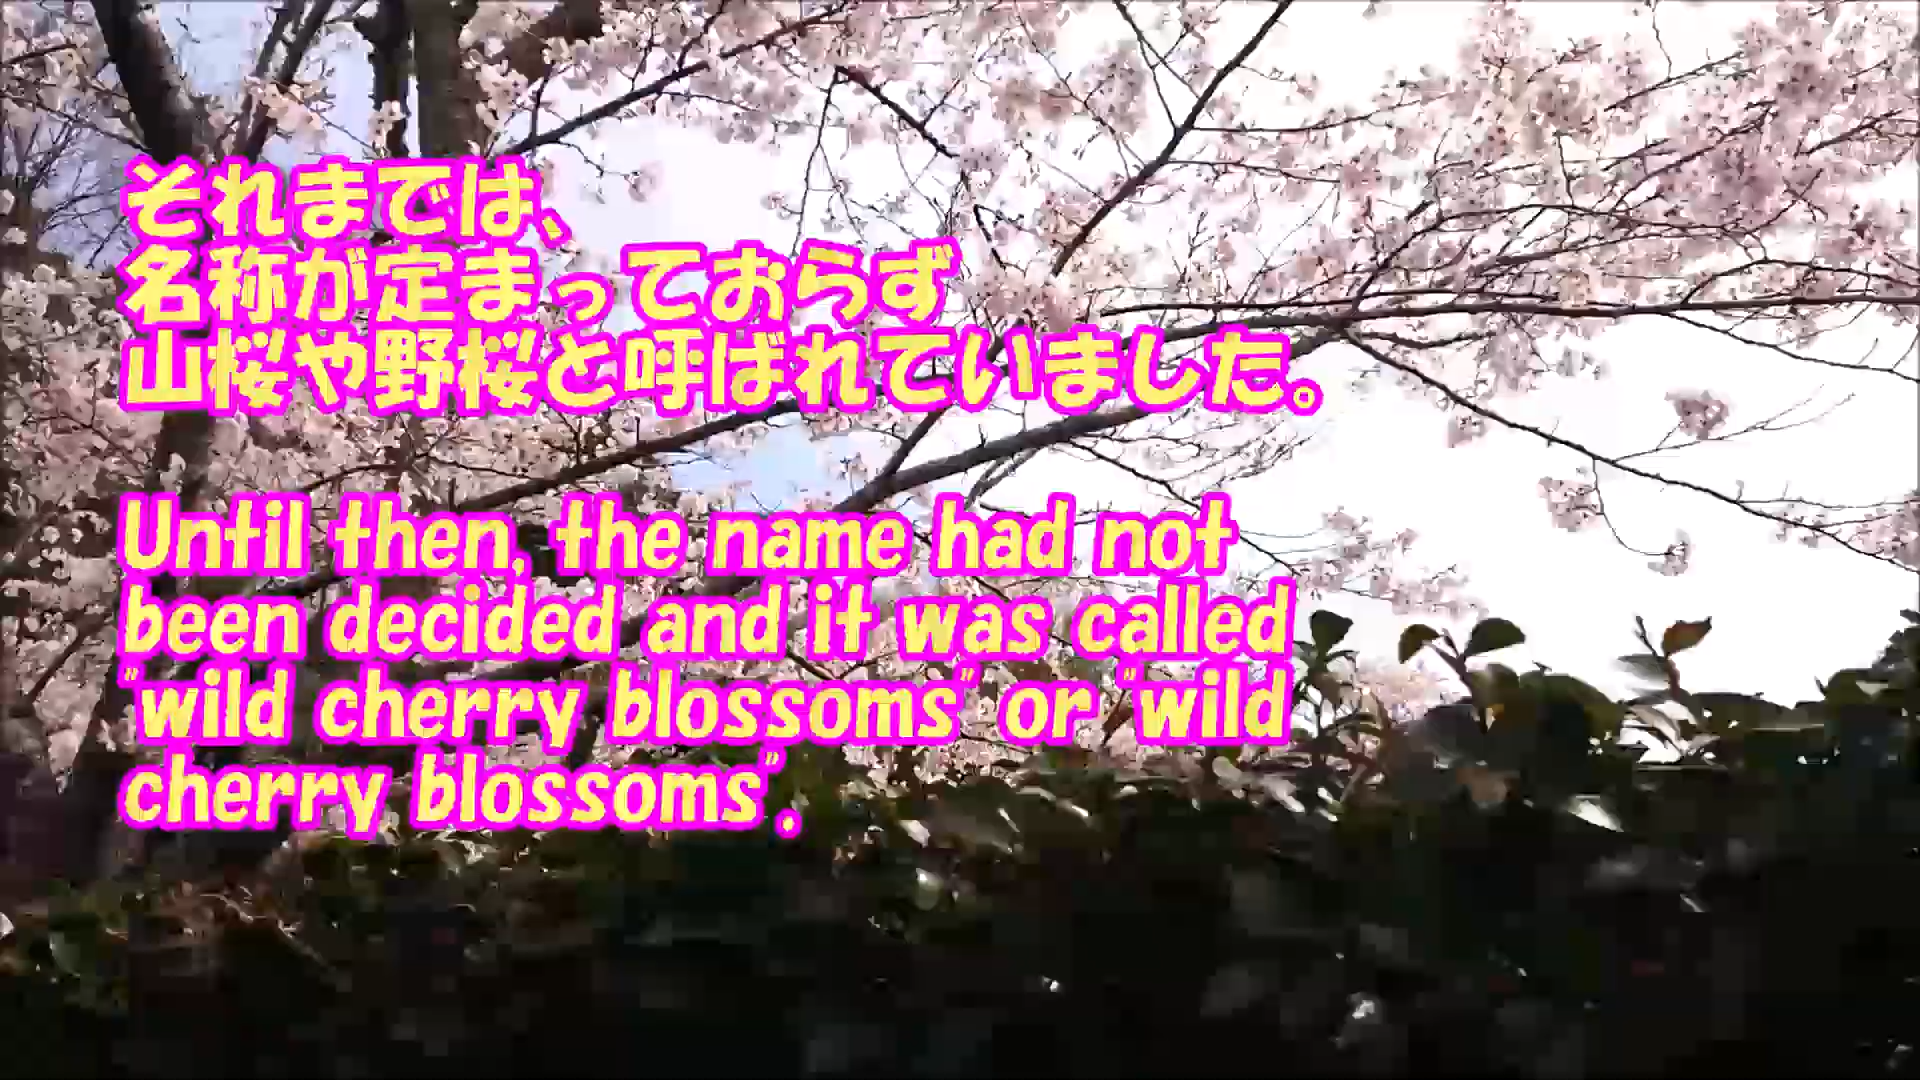 それまでは、
名称が定まっておらず
山桜や野桜と呼ばれていました。
Until then, the name had not
been decided and it was called
"wild cherry blossoms" or "wild
cherry blossoms".